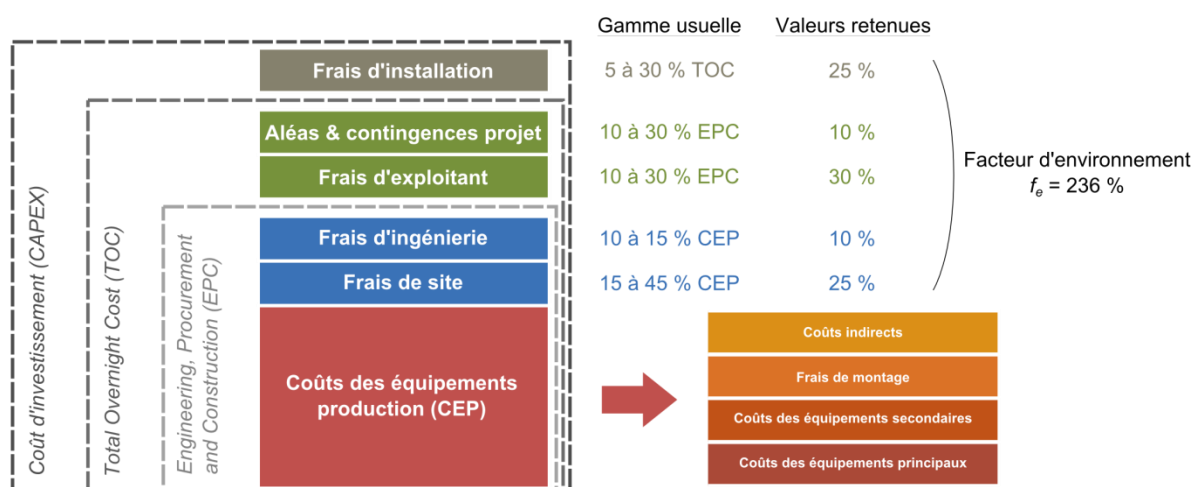 Gamme usuelle
Valeurs retenues
Frais d'installation
5 à 30 % TOC
25 %
Aléas & contingences projet
10 à 30 % EPC
10 %
Frais d'exploitant
10 à 30 % EPC
30 %
Facteur d'environnement
fe = 236 %
Frais d'ingénierie
10 à 15 % CEP
10 %
Frais de site
15 à 45 % CEP
25 %
Coûts des équipements
production (CEP)
Coûts indirects
Frais de montage
Coûts des équipements secondaires
Coûts des équipements principaux
Coût d'investissement (CAPEX)
Total Overnight Cost (TOC)
Engineering, Procurement
and Construction (EPC)